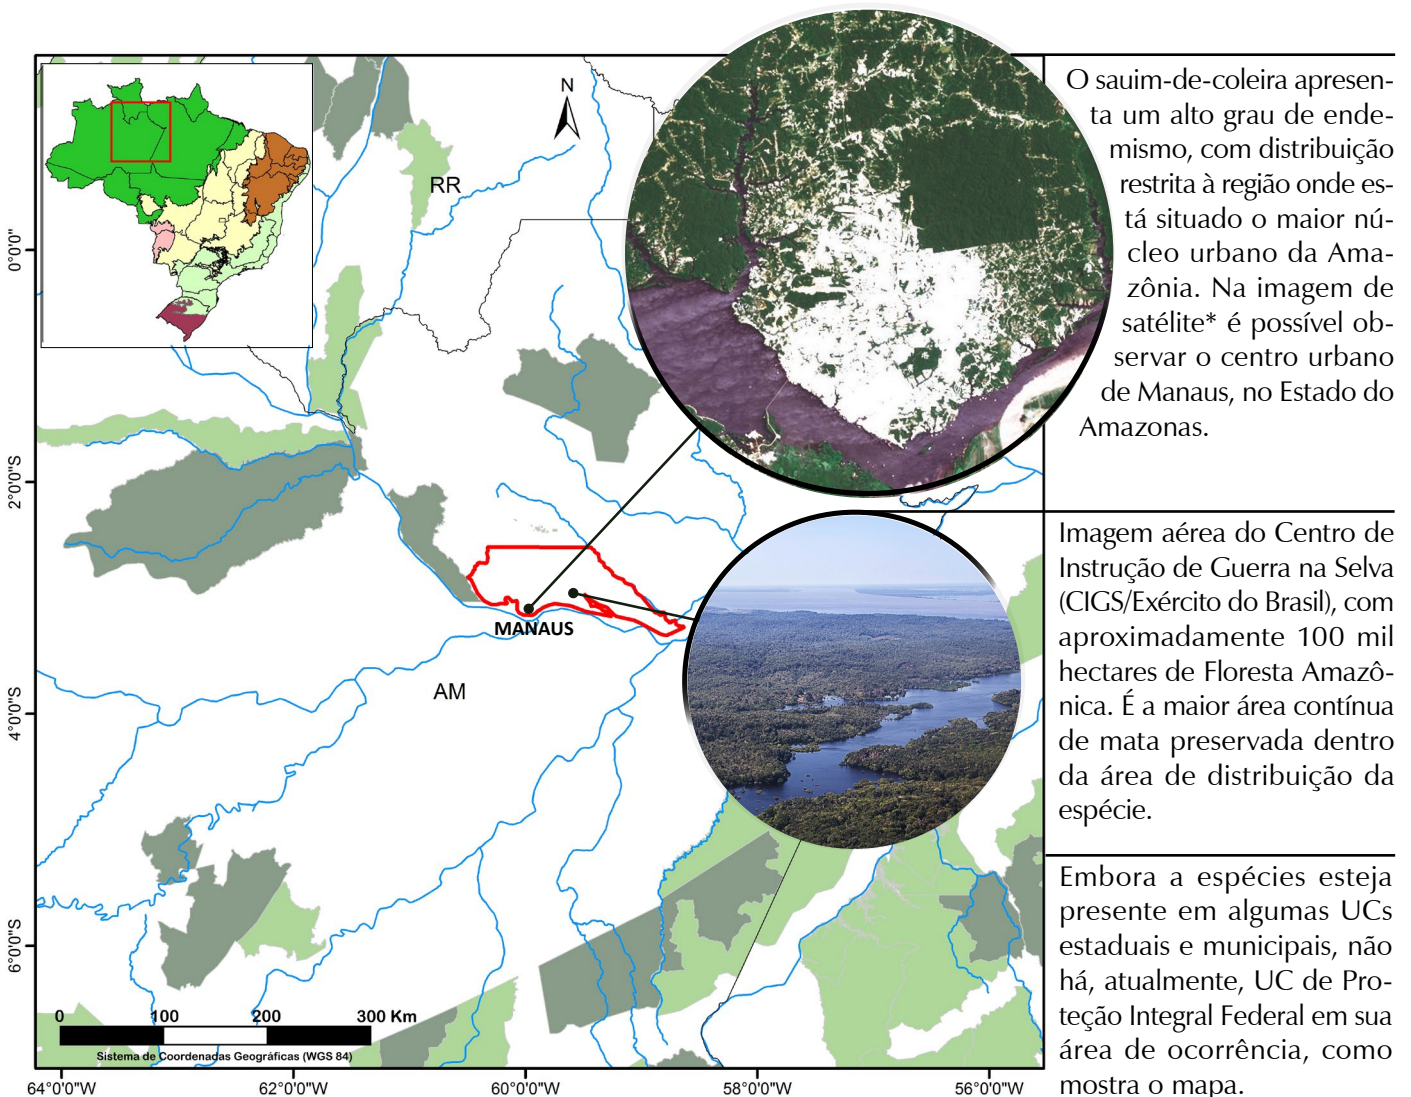 N
RR
MANAUS
AM
0°0'0"
2°0'0"S
4°0'0"S
6°0'0"S
0 100 200 300 Km
Sistema de Coordenadas Geográficas (WGS 84)
64°0'0"W 62°0'0"W 60°0'0"W 58°0'0"W 56°0'0"W
O sauim-de-coleira apresen-
ta um alto grau de ende-
mismo, com distribuição
restrita à região onde es-
tá situado o maior nú-
cleo urbano da Ama-
zônia. Na imagem de
satélite* é possível ob-
servar o centro urbano
de Manaus, no Estado do
Amazonas.
Imagem aérea do Centro de
Instrução de Guerra na Selva
(CIGS/Exército do Brasil), com
aproximadamente 100 mil
hectares de Floresta Amazô-
nica. É a maior área contínua
de mata preservada dentro
da área de distribuição da
espécie.
Embora a espécies esteja
presente em algumas UCs
estaduais e municipais, não
há, atualmente, UC de Pro-
teção Integral Federal em sua
área de ocorrência, como
mostra o mapa.